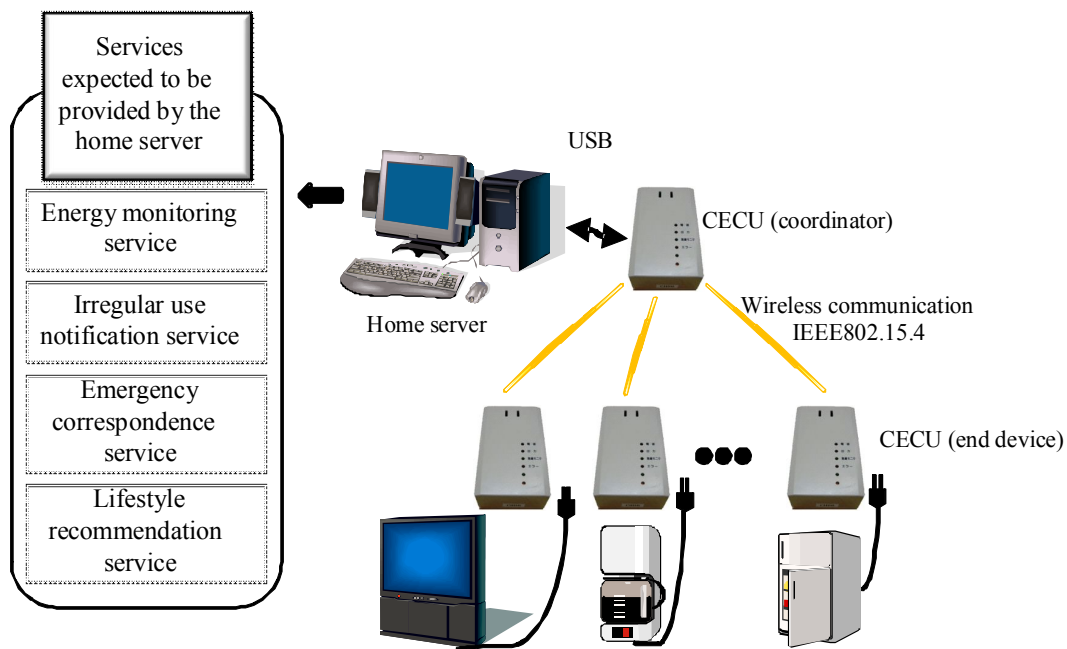 Services
expected to be
provided by the
home server
Energy monitoring
service
Irregular use
notification service
Emergency
correspondence
service
Lifestyle
recommendation
service
USB
Home server
CECU (coordinator)
Wireless communication
IEEE802.15.4
CECU (end device)